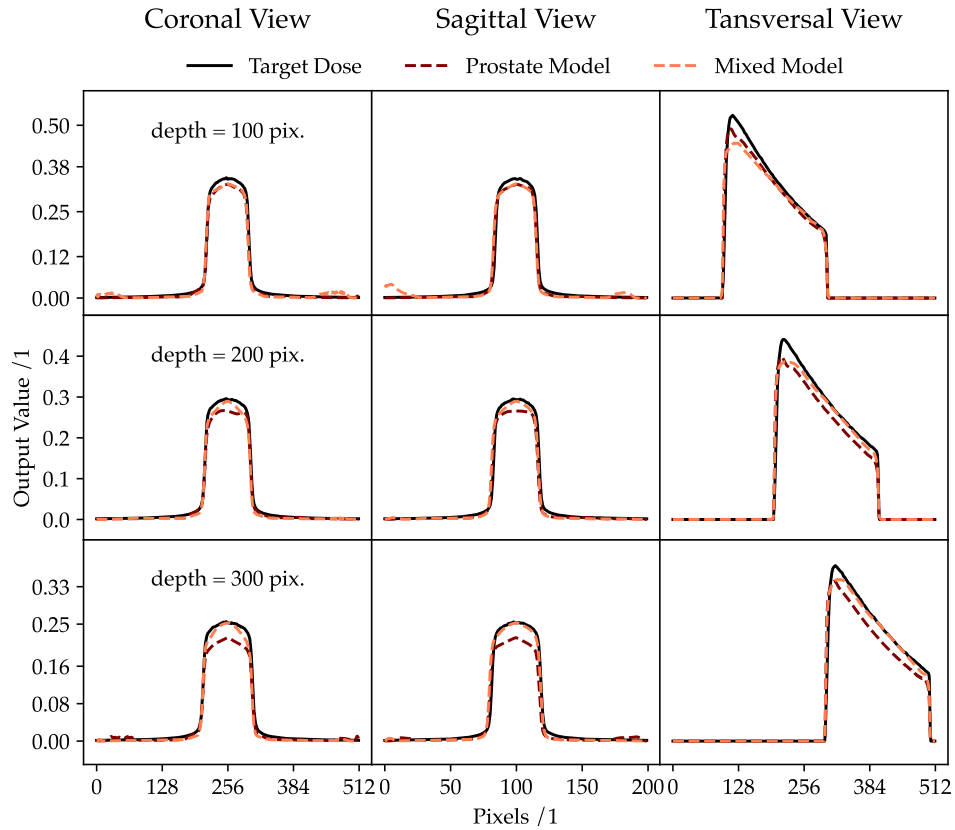 Coronal View Sagittal View Tansversal View
Target Dose Prostate Model Mixed Model
depth = 100 pix.
0.50
0.38
0.25
0.12
0.00
depth = 200 pix.
0.4
0.3
0.2
0.1
0.0
depth = 300 pix.
0.33
0.25
0.16
0.08
0.00
Output Value /1
0 128 256 384 512 0 50 100 150 200 0 128 256 384 512
Pixels /1